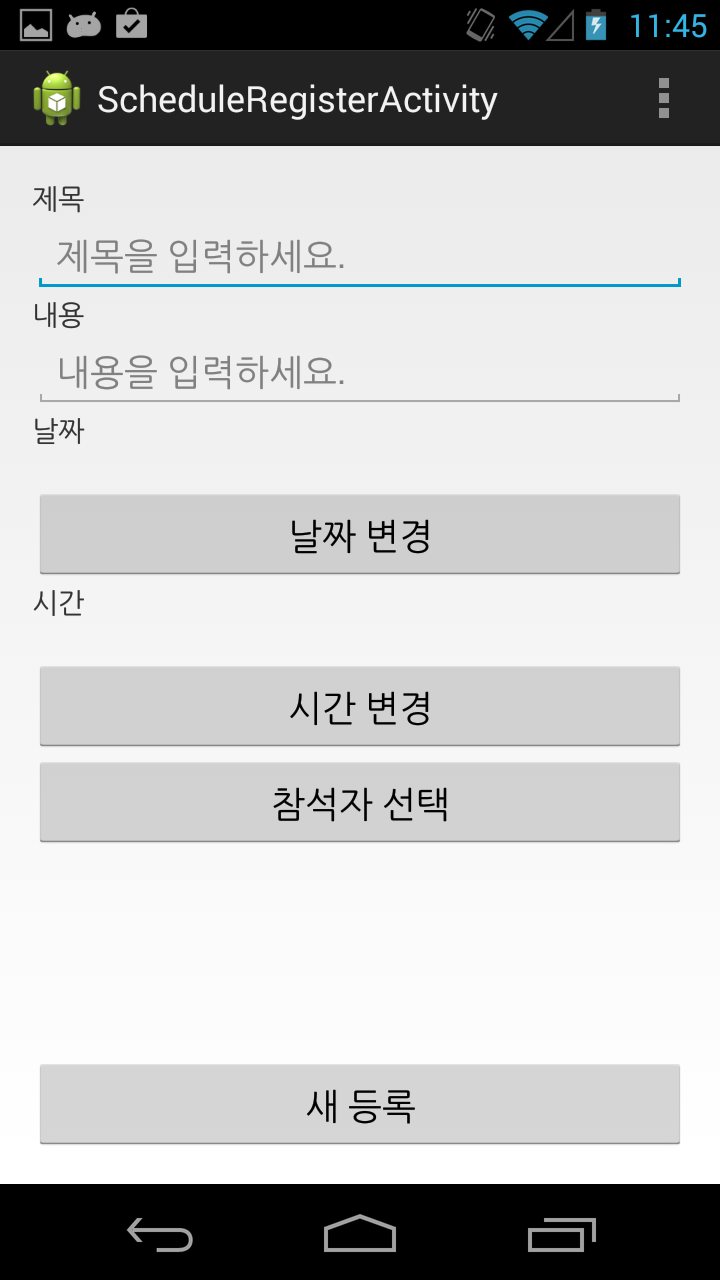 11:45
ScheduleRegisterActivity
제목
제목을 입력하세요.
내용
내용을 입력하세요.
날짜
날짜 변경
시간
시간 변경
참석자 선택
새 등록